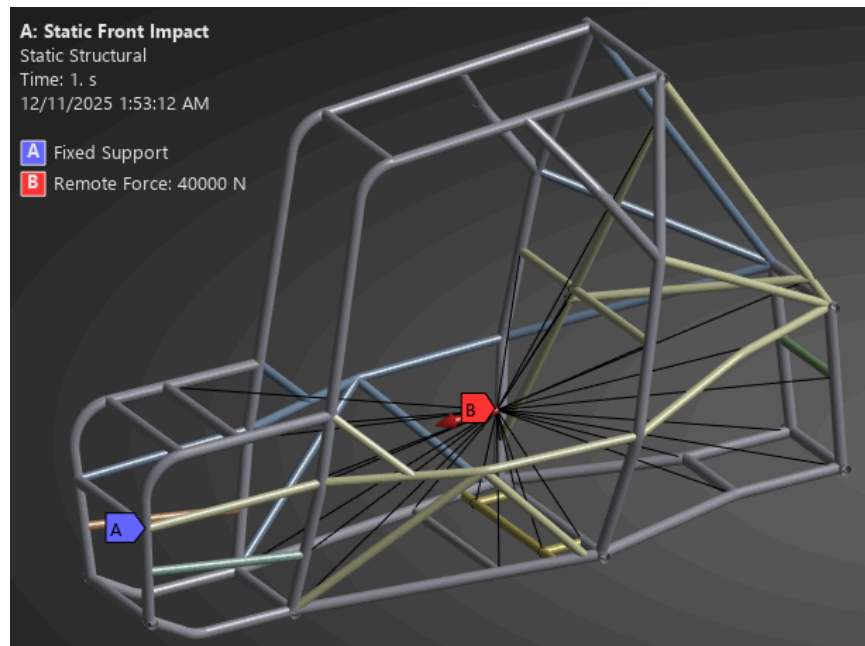 A: Static Front Impact
Static Structural
Time: 1. s
12/11/2025 1:53:12 AM
A Fixed Support
B Remote Force: 40000 N
B
A